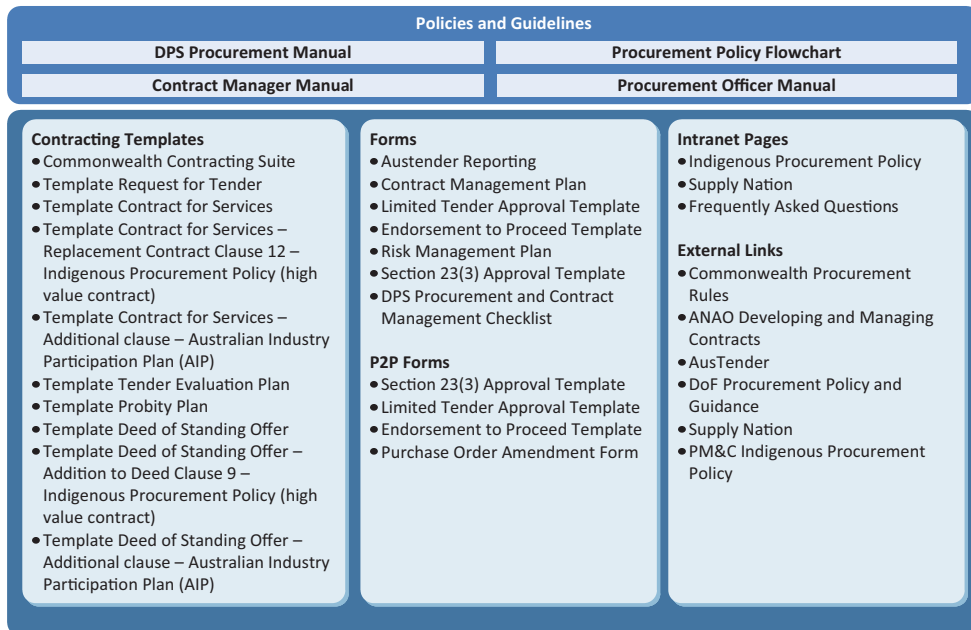 Policies and Guidelines
DPS Procurement Manual
Procurement Policy Flowchart
Contract Manager Manual
Procurement Officer Manual
Contracting Templates
• Commonwealth Contracting Suite
• Template Request for Tender
• Template Contract for Services
• Template Contract for Services –
Replacement Contract Clause 12 –
Indigenous Procurement Policy (high
value contract)
• Template Contract for Services –
Additional clause – Australian Industry
Participation Plan (AIP)
• Template Tender Evaluation Plan
• Template Probity Plan
• Template Deed of Standing Offer
• Template Deed of Standing Offer –
Addition to Deed Clause 9 –
Indigenous Procurement Policy (high
value contract)
• Template Deed of Standing Offer –
Additional clause – Australian Industry
Participation Plan (AIP)
Forms
• Austender Reporting
• Contract Management Plan
• Limited Tender Approval Template
• Endorsement to Proceed Template
• Risk Management Plan
• Section 23(3) Approval Template
• DPS Procurement and Contract
Management Checklist
P2P Forms
• Section 23(3) Approval Template
• Limited Tender Approval Template
• Endorsement to Proceed Template
• Purchase Order Amendment Form
Intranet Pages
• Indigenous Procurement Policy
• Supply Nation
• Frequently Asked Questions
External Links
• Commonwealth Procurement
Rules
• ANAO Developing and Managing
Contracts
• AusTender
• DoF Procurement Policy and
Guidance
• Supply Nation
• PM&C Indigenous Procurement
Policy